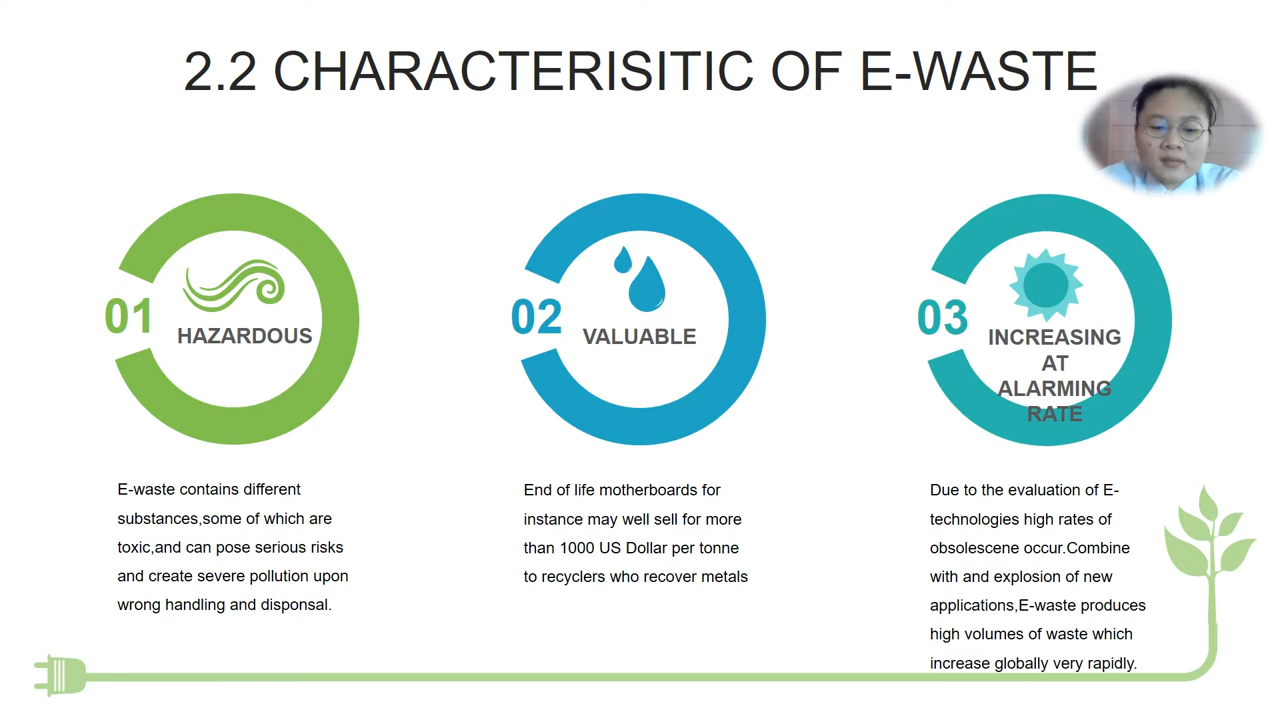 2.2 CHARACTERISITIC OF E-WASTE
01
HAZARDOUS
E-waste contains different
substances,some of which are
toxic,and can pose serious risks
and create severe pollution upon
wrong handling and disponsal.
02
VALUABLE
End of life motherboards for
instance may well sell for more
than 1000 US Dollar per tonne
to recyclers who recover metals
03
INCREASING
AT
ALARMING
RATE
Due to the evaluation of E-
technologies high rates of
obsolescene occur.Combine
with and explosion of new
applications,E-waste produces
high volumes of waste which
increase globally very rapidly.